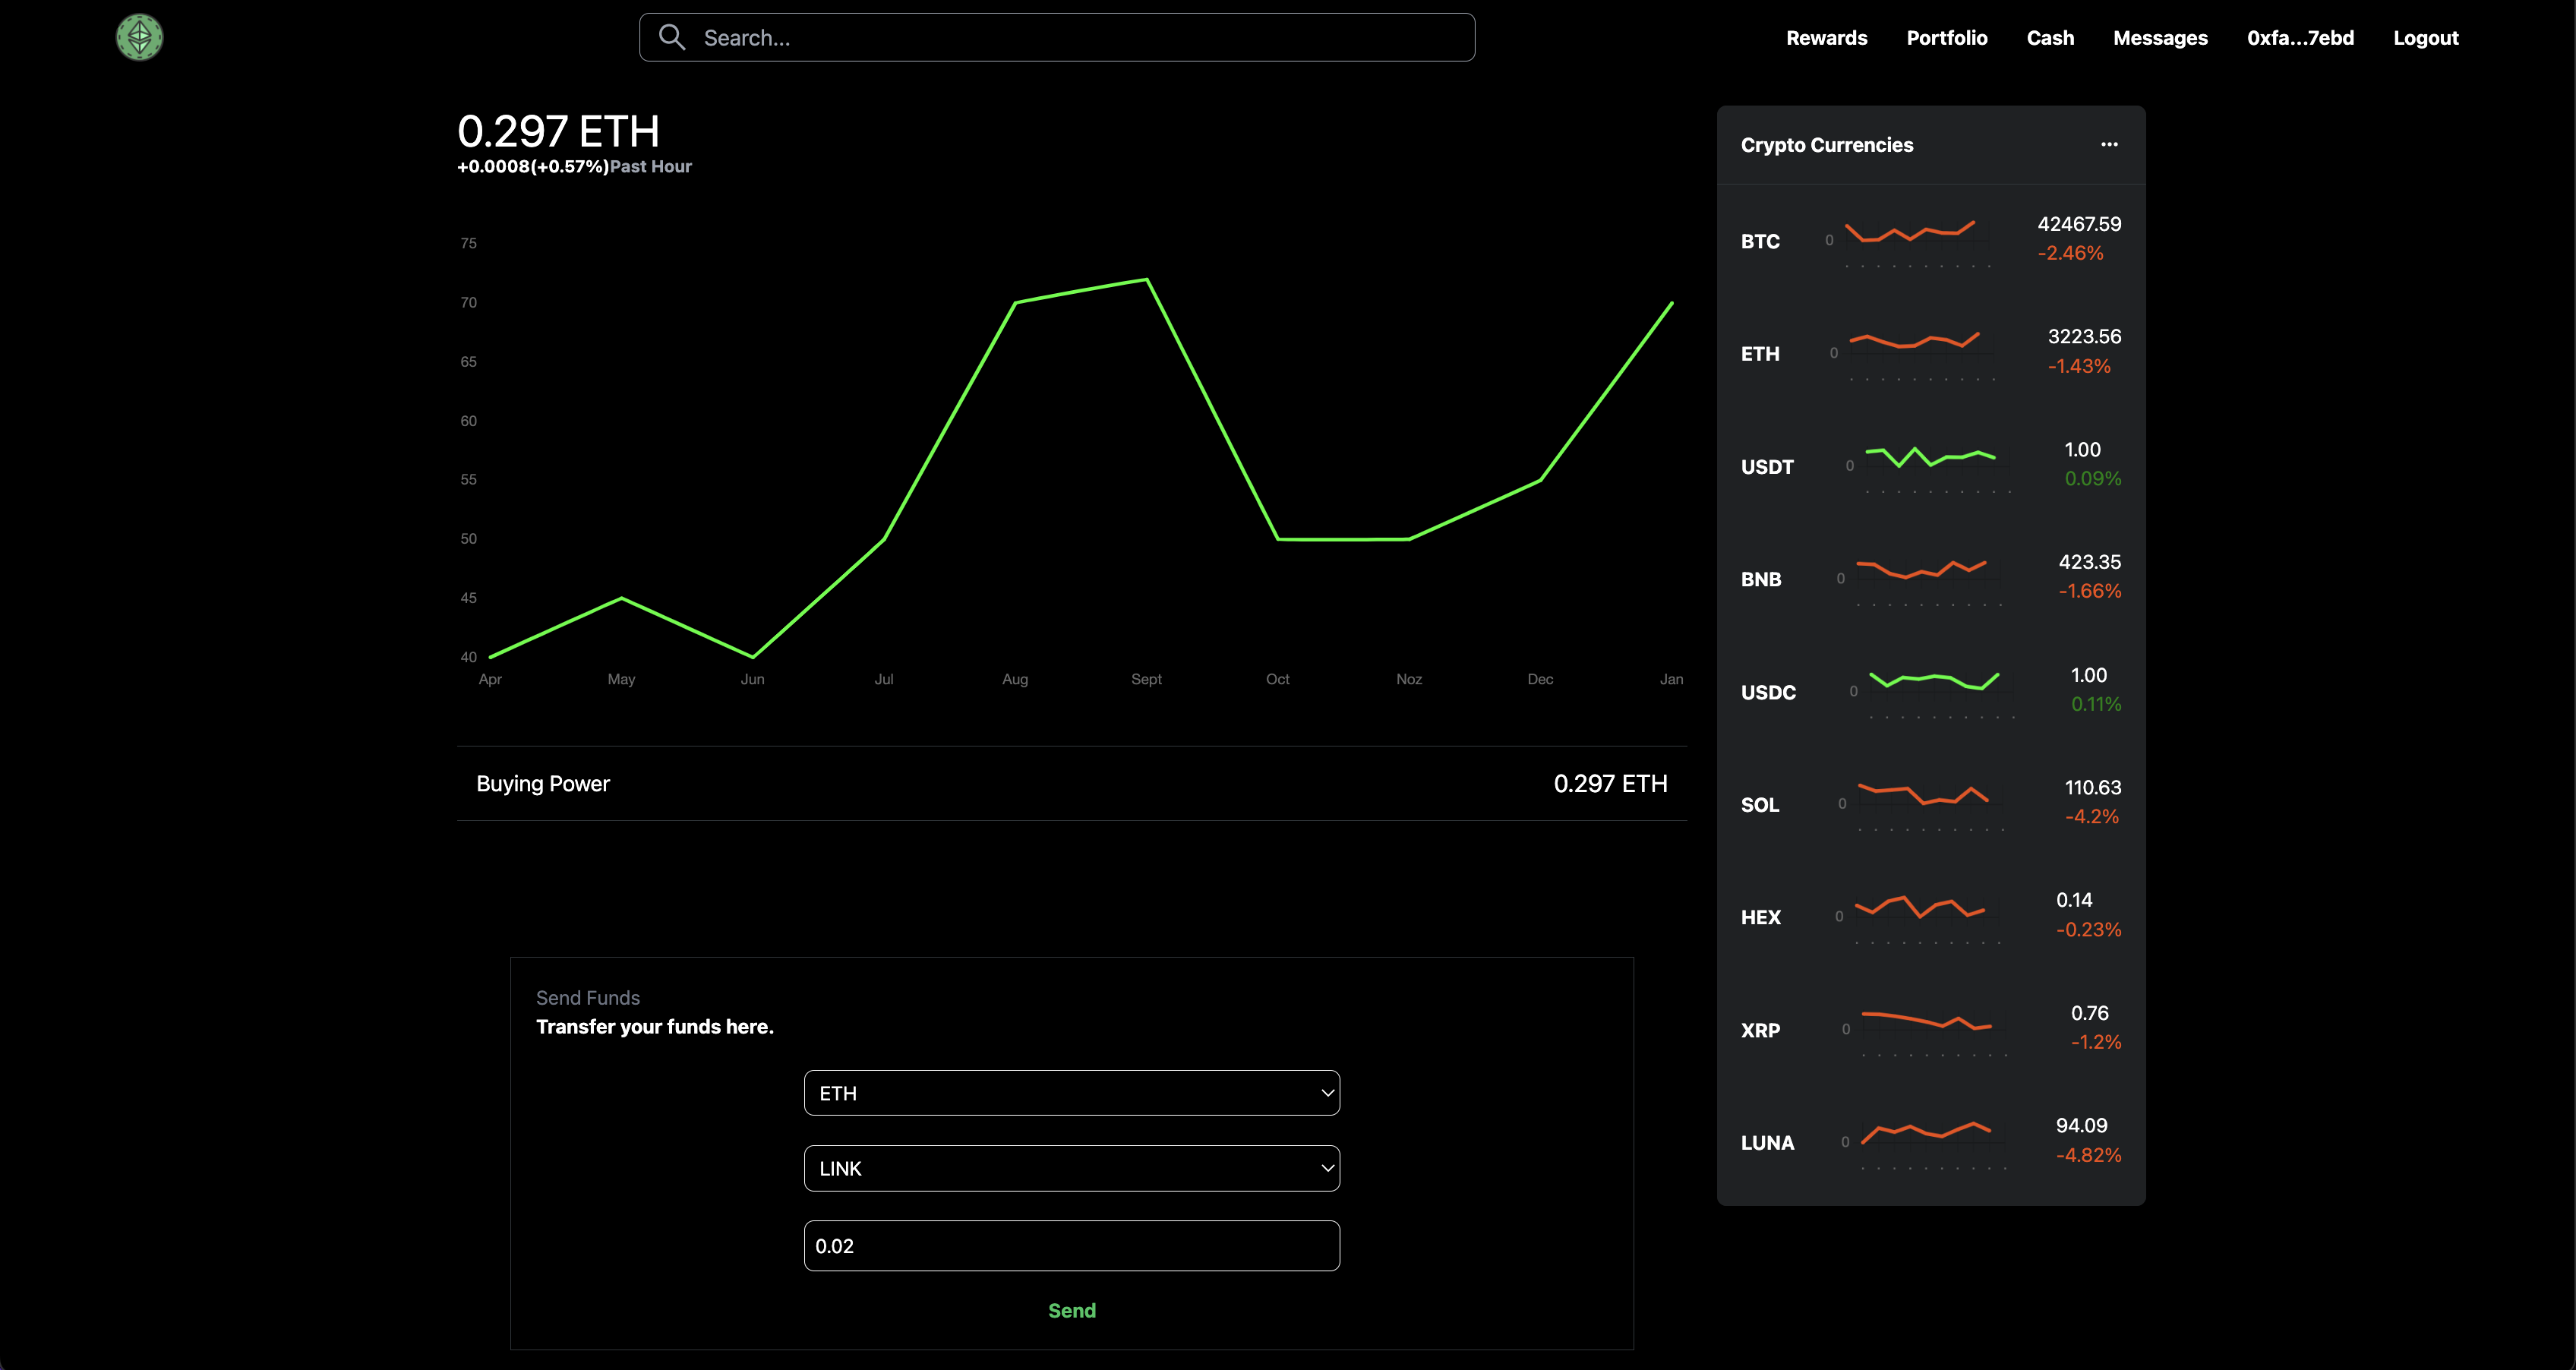 Search...
Rewards Portfolio Cash Messages 0xfa...7ebd Logout
0.297 ETH
+0.0008(+0.57%)Past Hour
75
70
65
60
55
50
45
40
Apr May Jun Jul Aug Sept Oct Noz Dec Jan
Buying Power 0.297 ETH
Send Funds
Transfer your funds here.
ETH
LINK
0.02
Send
Crypto Currencies ...
BTC 0 42467.59
-2.46%
ETH 0 3223.56
-1.43%
USDT 0 1.00
0.09%
BNB 0 423.35
-1.66%
USDC 0 1.00
0.11%
SOL 0 110.63
-4.2%
HEX 0 0.14
-0.23%
XRP 0 0.76
-1.2%
LUNA 0 94.09
-4.82%